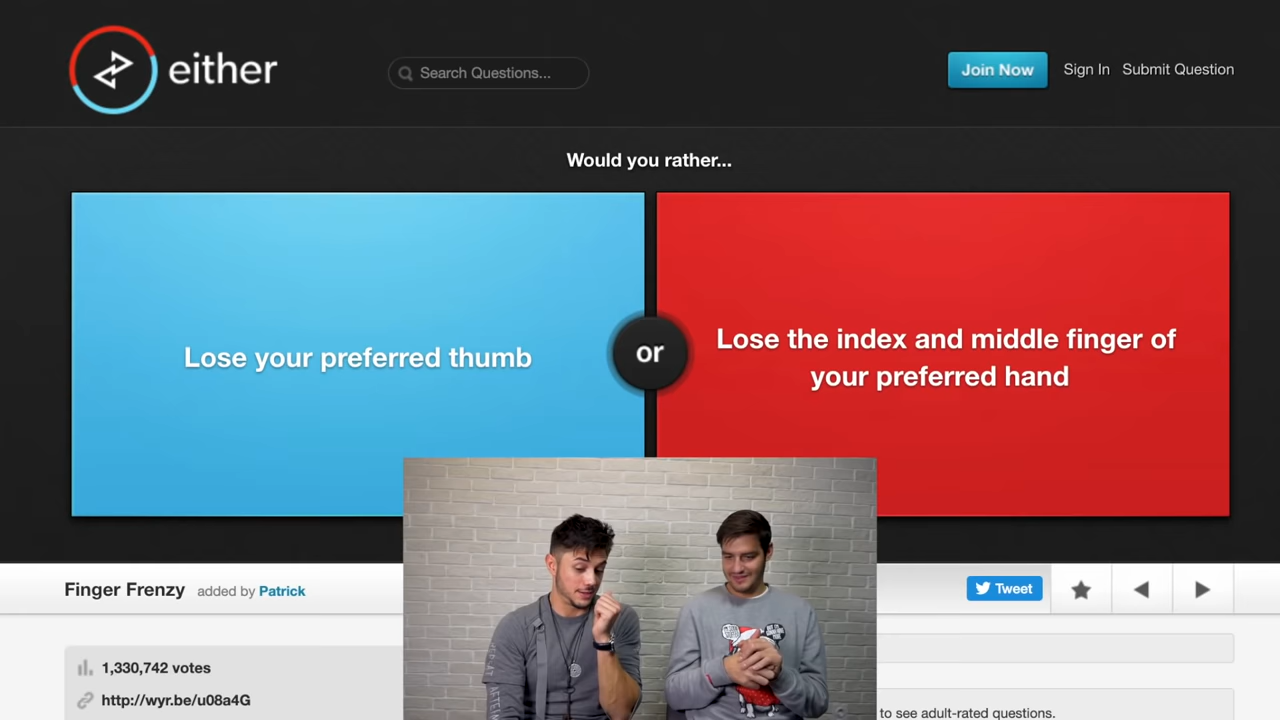 either
Search Questions...
Join Now
Sign In
Submit Question
Would you rather...
Lose your preferred thumb
or
Lose the index and middle finger of
your preferred hand
Finger Frenzy
added by Patrick
Tweet
1,330,742 votes
http://wyr.be/u08a4G
to see adult-rated questions.